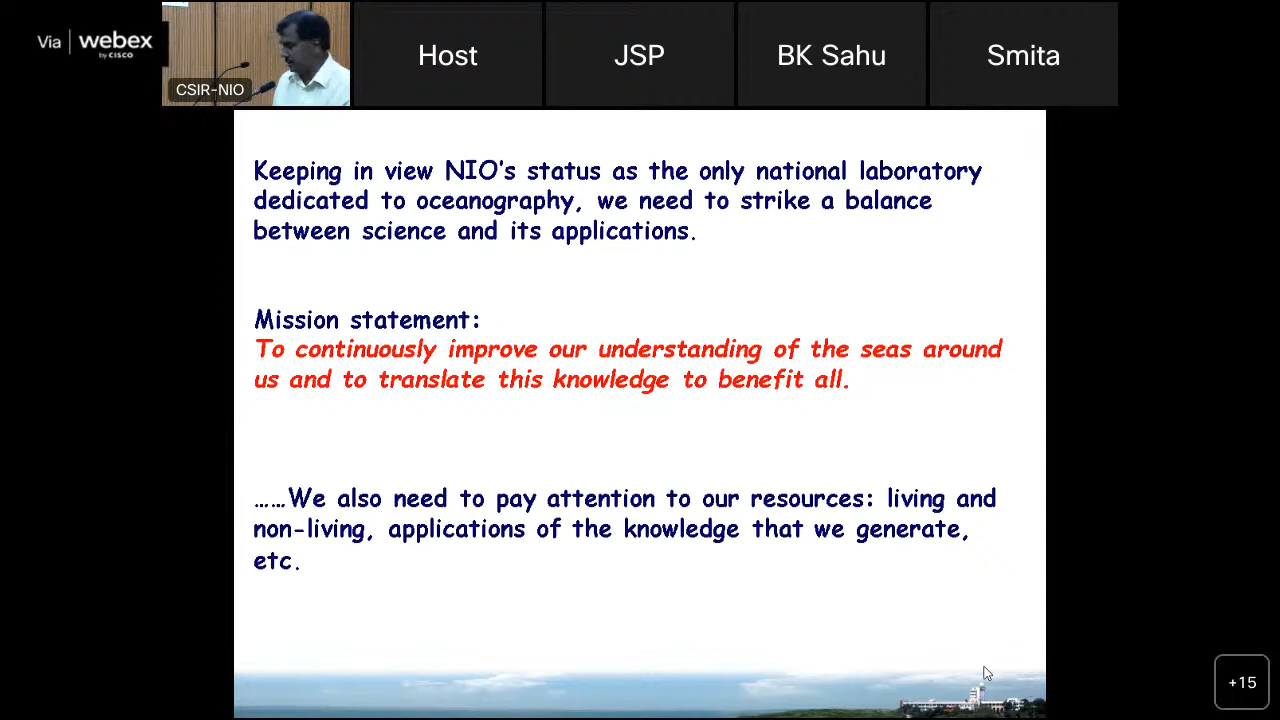 Via | webex
by CISCO
CSIR-NIO
Host
JSP
BK Sahu
Smita
Keeping in view NIO's status as the only national laboratory
dedicated to oceanography, we need to strike a balance
between science and its applications.
Mission statement:
To continuously improve our understanding of the seas around
us and to translate this knowledge to benefit all.
……We also need to pay attention to our resources: living and
non-living, applications of the knowledge that we generate,
etc.
+15